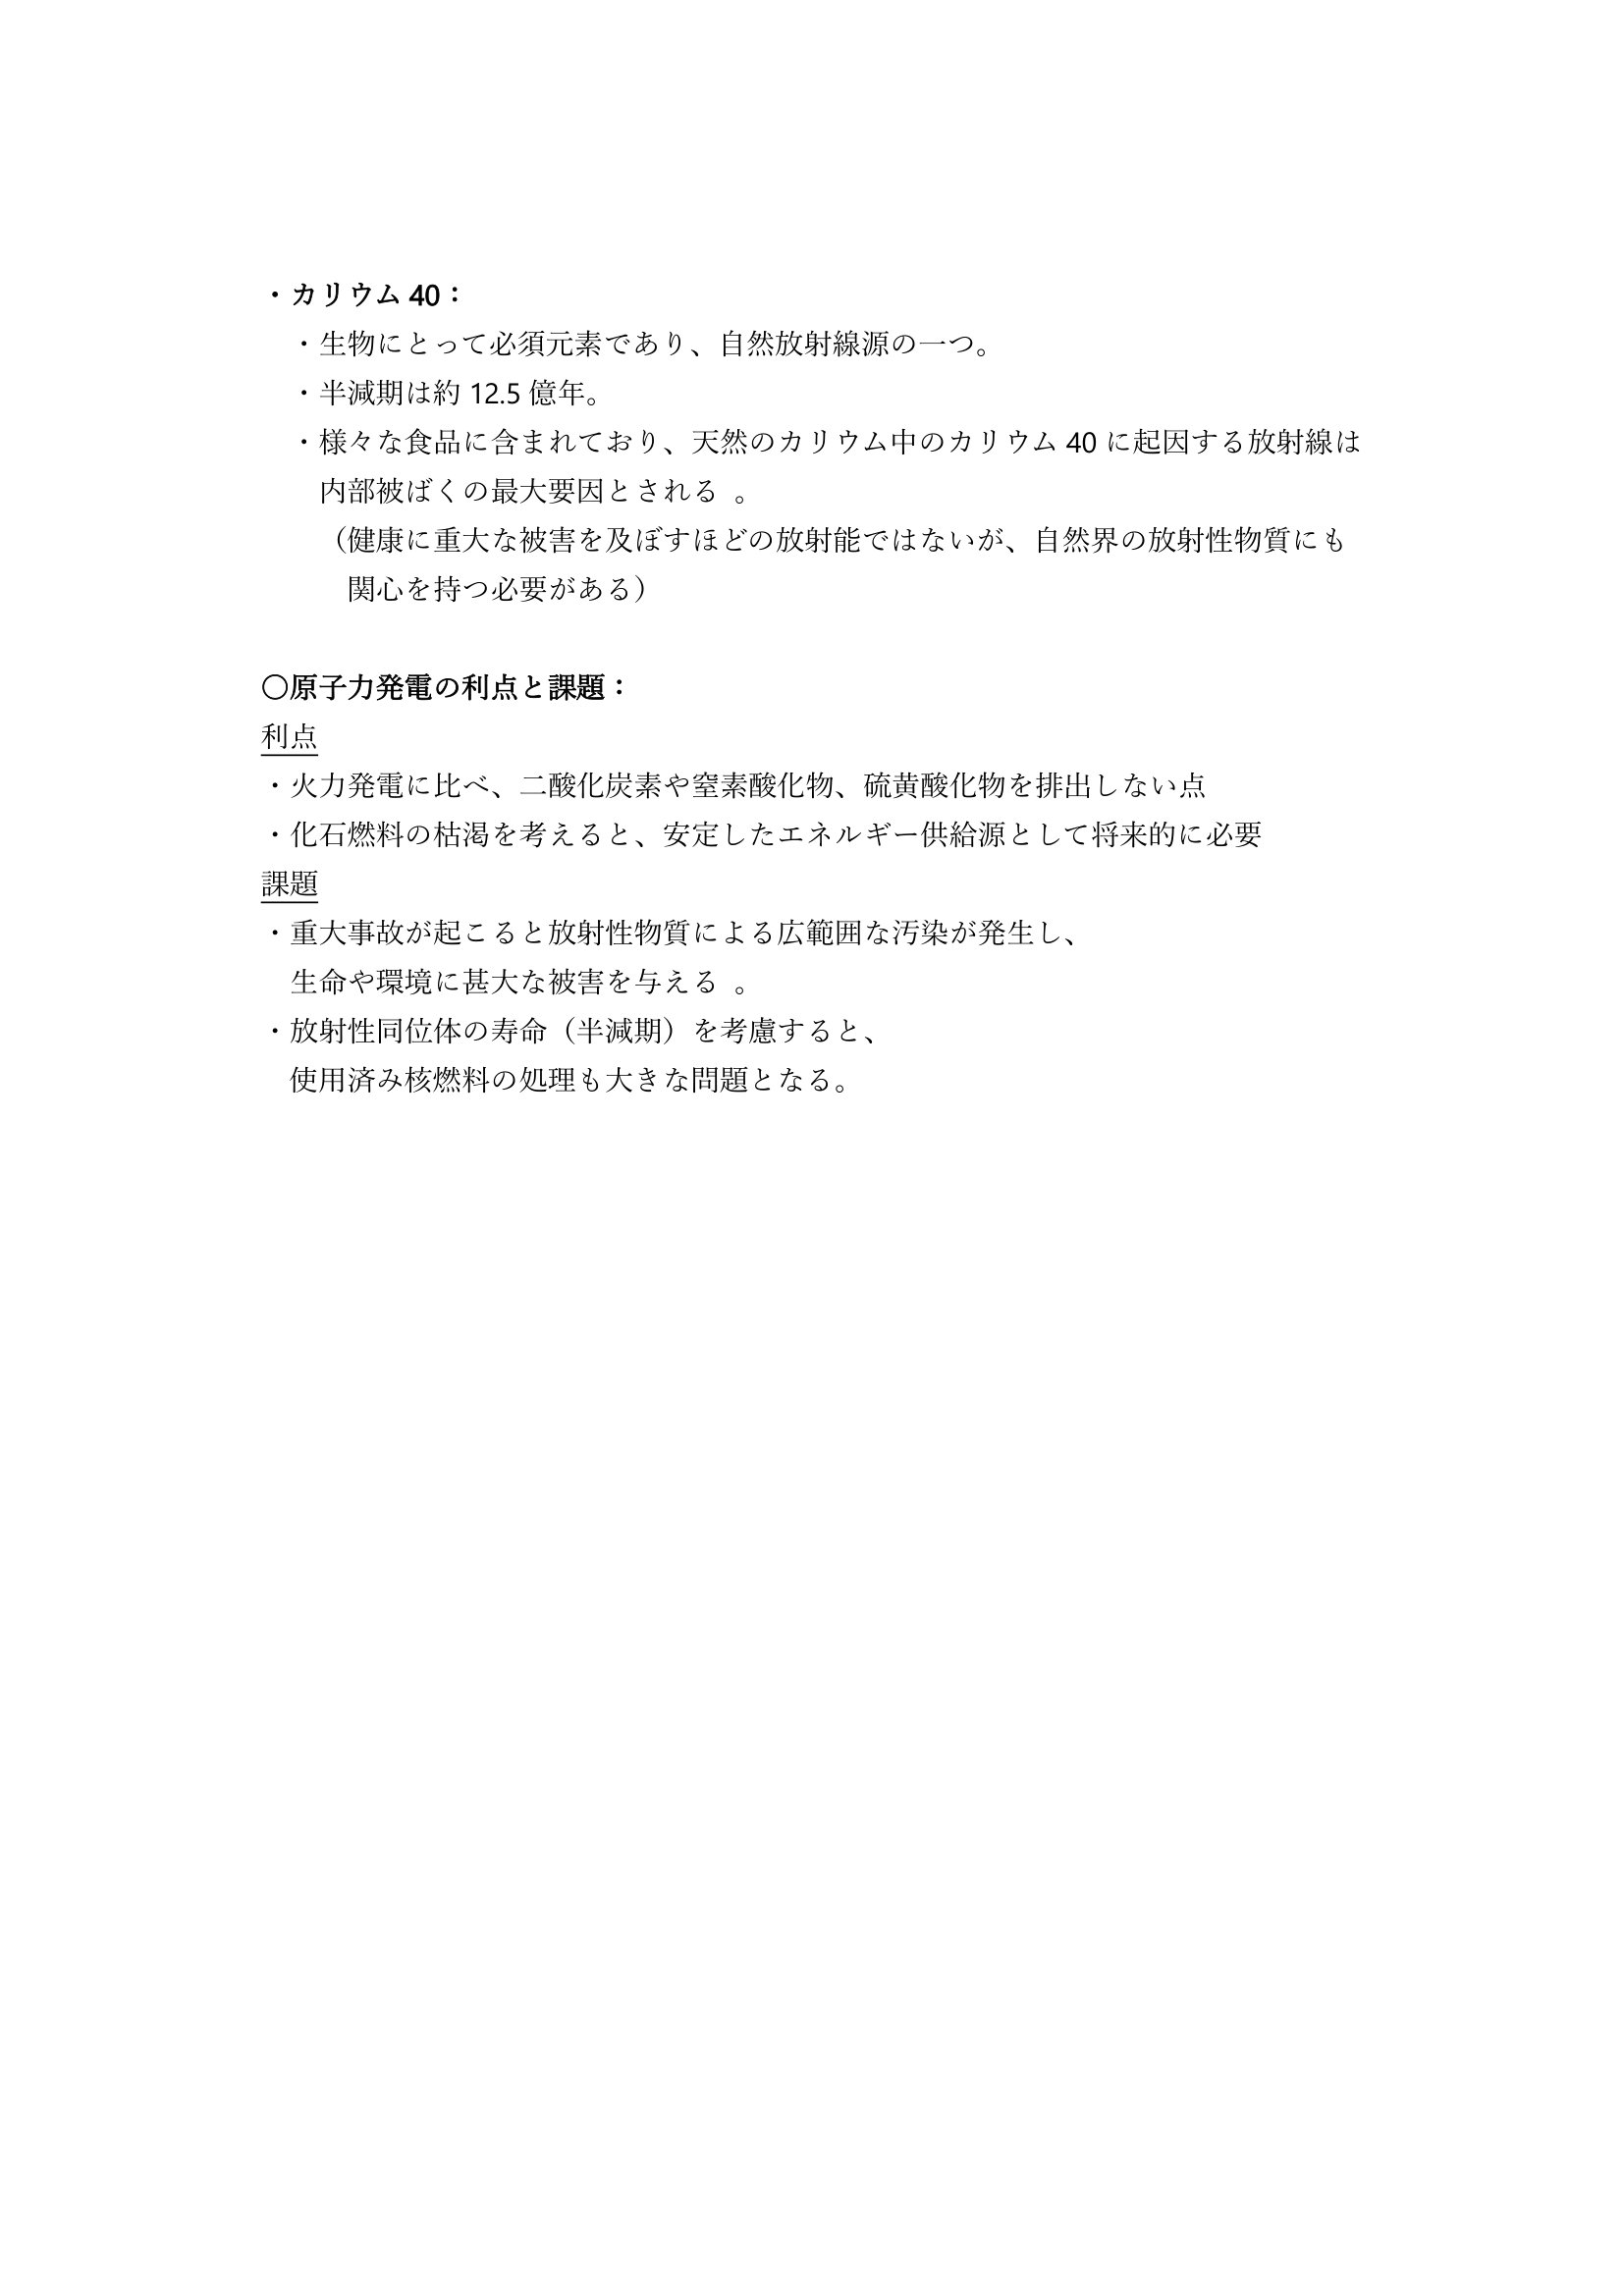 ・カリウム 40：
・生物にとって必須元素であり、自然放射線源の一つ。
・半減期は約 12.5 億年。
・様々な食品に含まれており、天然のカリウム中のカリウム 40 に起因する放射線は
内部被ばくの最大要因とされる 。
（健康に重大な被害を及ぼすほどの放射能ではないが、自然界の放射性物質にも
関心を持つ必要がある）
〇原子力発電の利点と課題：
利点
・火力発電に比べ、二酸化炭素や窒素酸化物、硫黄酸化物を排出しない点
・化石燃料の枯渇を考えると、安定したエネルギー供給源として将来的に必要
課題
・重大事故が起こると放射性物質による広範囲な汚染が発生し、
生命や環境に甚大な被害を与える 。
・放射性同位体の寿命（半減期）を考慮すると、
使用済み核燃料の処理も大きな問題となる。